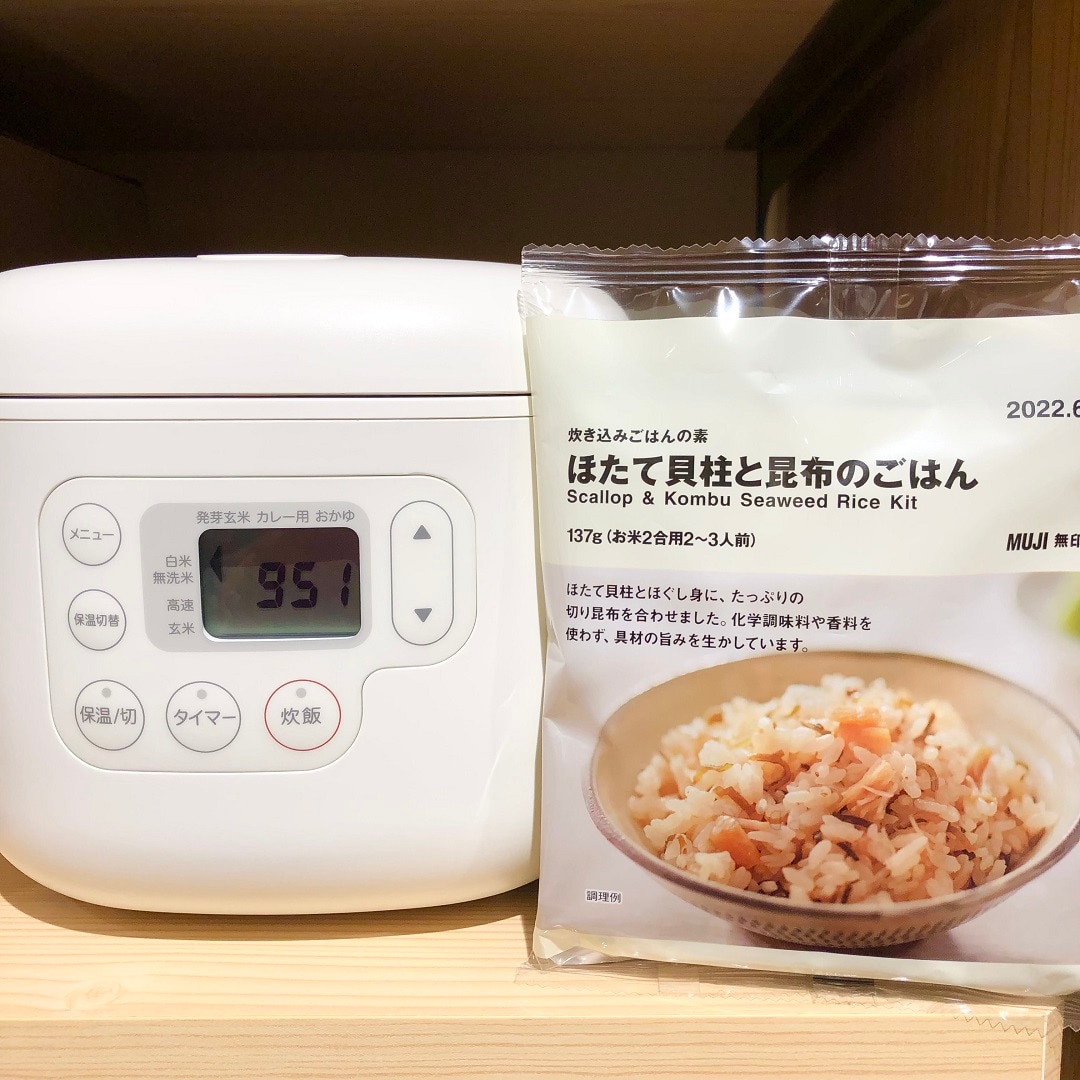 メニュー
発芽玄米 カレー用 おかゆ
白米
無洗米
高速
玄米
951
▲
▼
保温切替
保温/切
タイマー
炊飯
2022.6
炊き込みごはんの素
ほたて貝柱と昆布のごはん
Scallop & Kombu Seaweed Rice Kit
137g(お米2合用2〜3人前)
MUJI 無印
ほたて貝柱とほぐし身に、たっぷりの
切り昆布を合わせました。化学調味料や香料を
使わず、具材の旨みを生かしています。
調理例